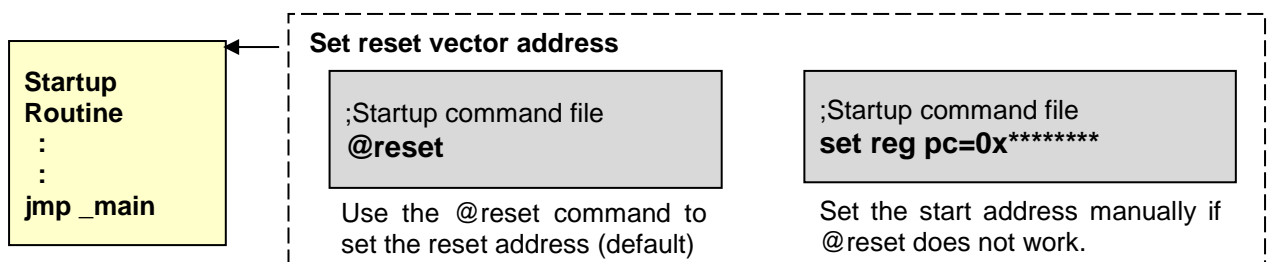 Startup
Routine
:
:
jmp _main
Set reset vector address
;Startup command file
@reset
Use the @reset command to
set the reset address (default)
;Startup command file
set reg pc=0x********
Set the start address manually if
@reset does not work.